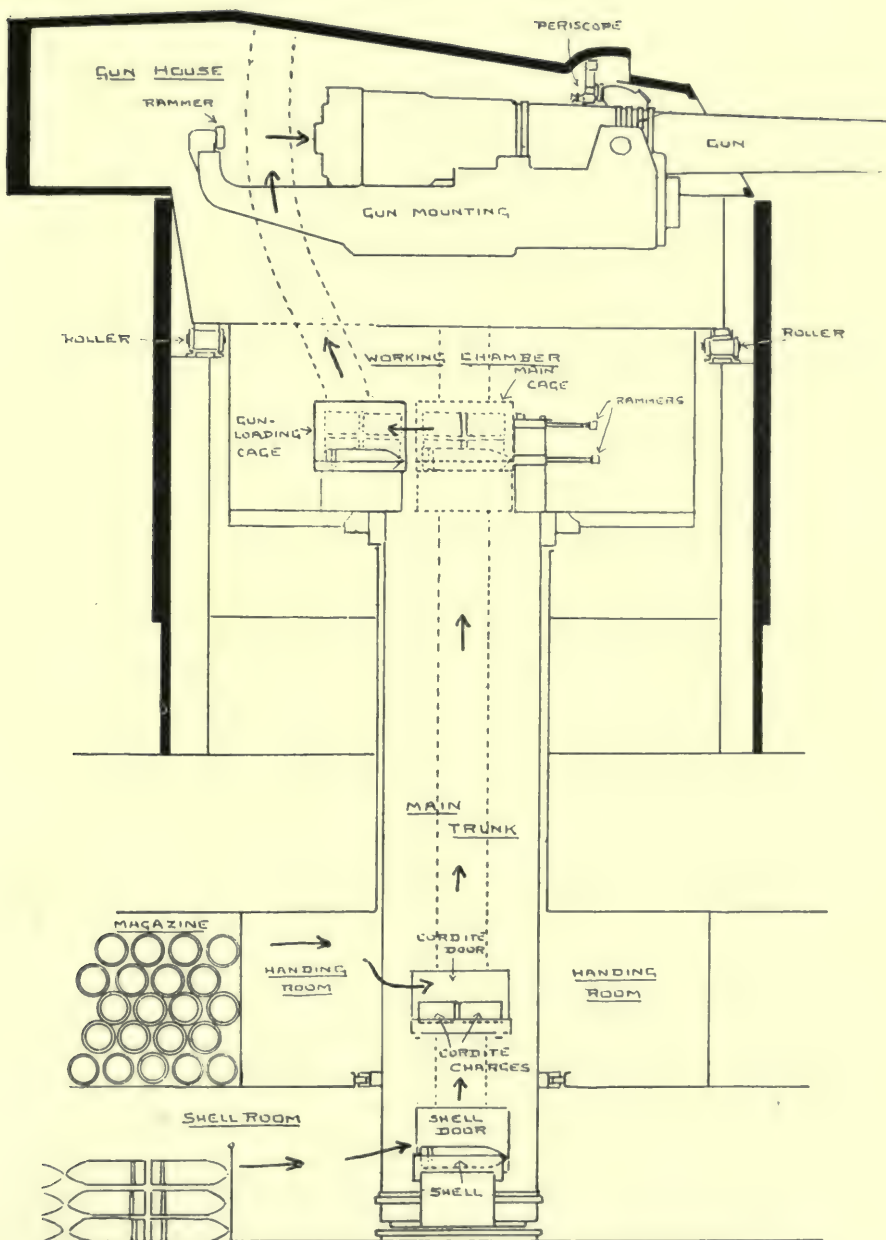 PERISCOPE
GUN HOUSE
RAMMER
GUN
GUN MOUNTING
ROLLER
ROLLER
WORKING CHAMBER
MAIN
CAGE
GUN-
LOADING
CAGE
RAMMERS
MAIN
TRUNK
MAGAZINE
CORDITE
DOOR
HANDING
ROOM
HANDING
ROOM
CORDITE
CHARGES
SHELL ROOM
SHELL
DOOR
SHELL